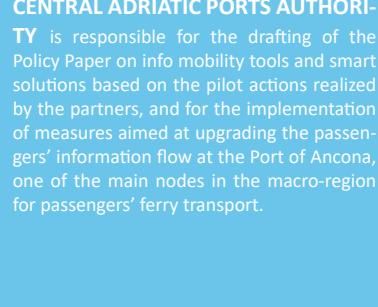 CENTRAL ADRIATIC PORTS AUTHORI-
TY is responsible for the drafting of the
Policy Paper on info mobility tools and smart
solutions based on the pilot actions realized
by the partners, and for the implementation
of measures aimed at upgrading the passen-
gers' information flow at the Port of Ancona,
one of the main nodes in the macro-region
for passengers' ferry transport.